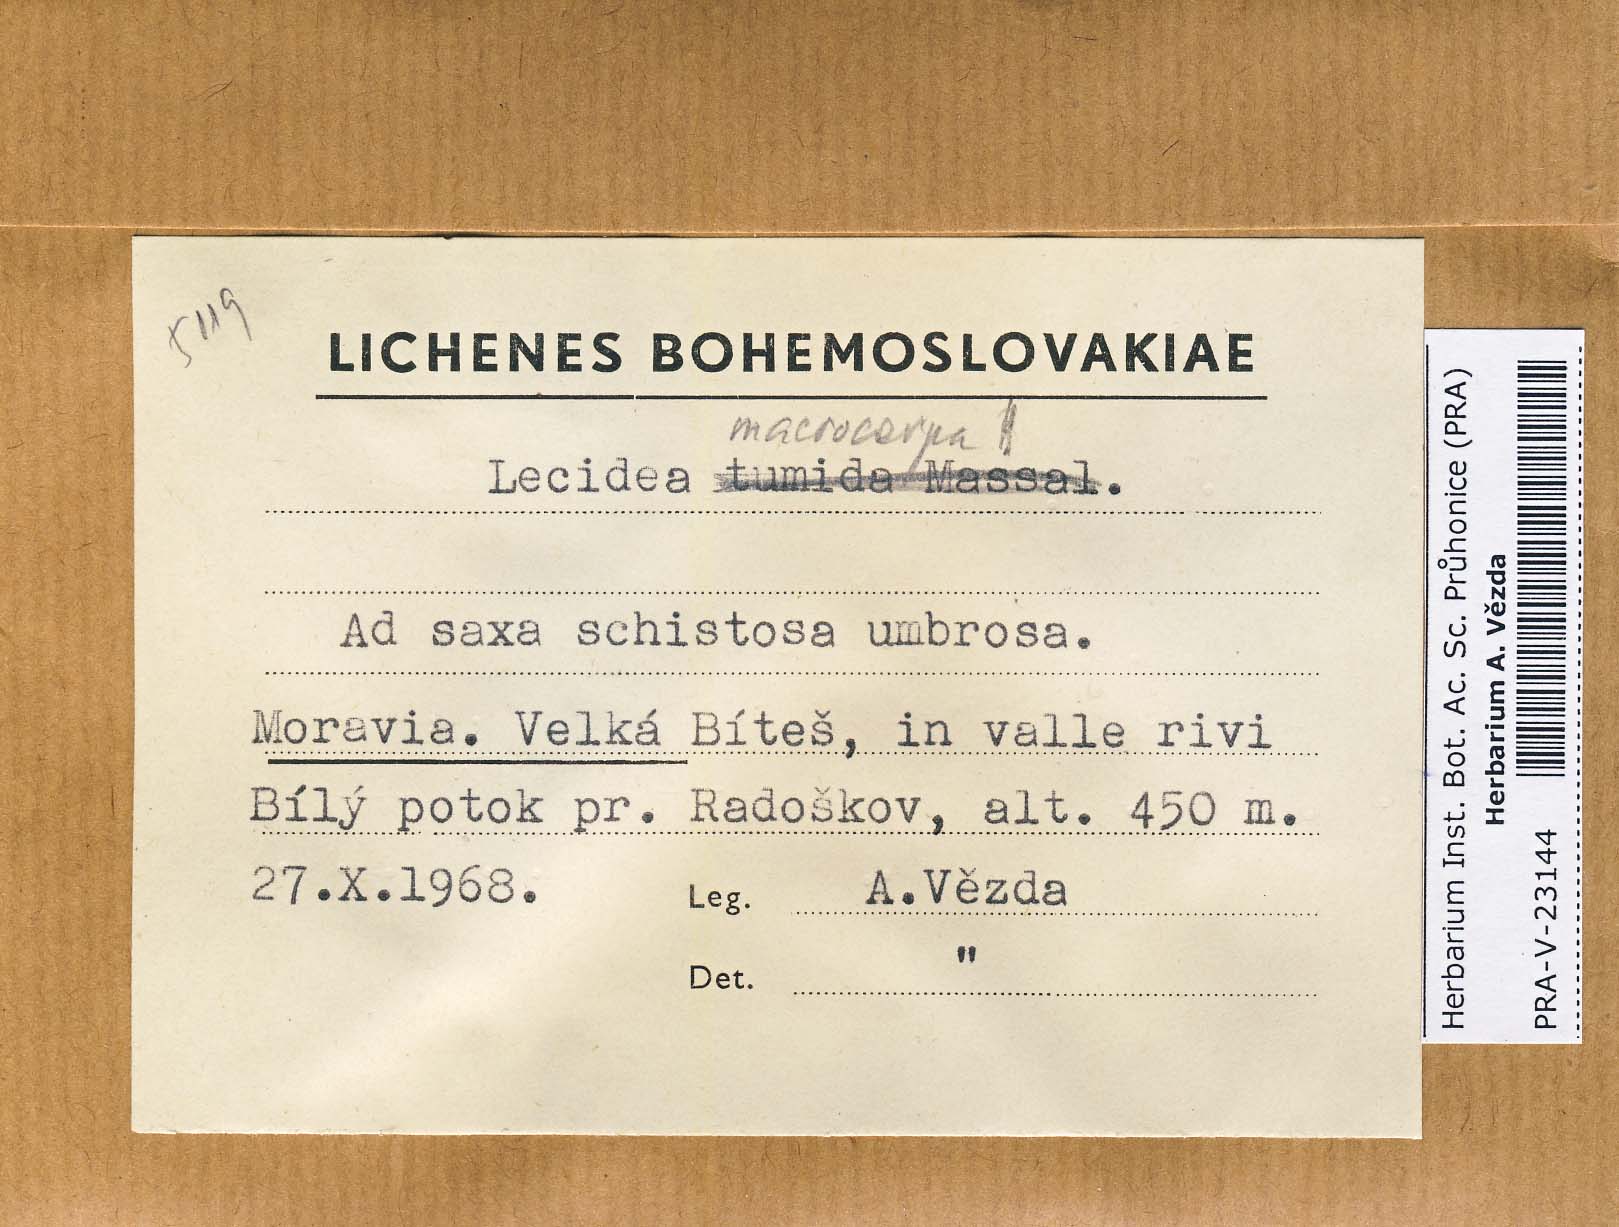 5119
LICHENES BOHEMOSLOVAKIAE
macrocarpa
Lecidea tumida Massal.
Ad saxa schistosa umbrosa.
Moravia. Velká Bíteš, in valle rivi
Bílý potok pr. Radoškov, alt. 450 m.
27.X.1968. Leg. A.Vězda
Det. "
Herbarium Inst. Bot. Ac. Sc. Průhonice (PRA)
Herbarium A. Vězda
PRA-V-23144